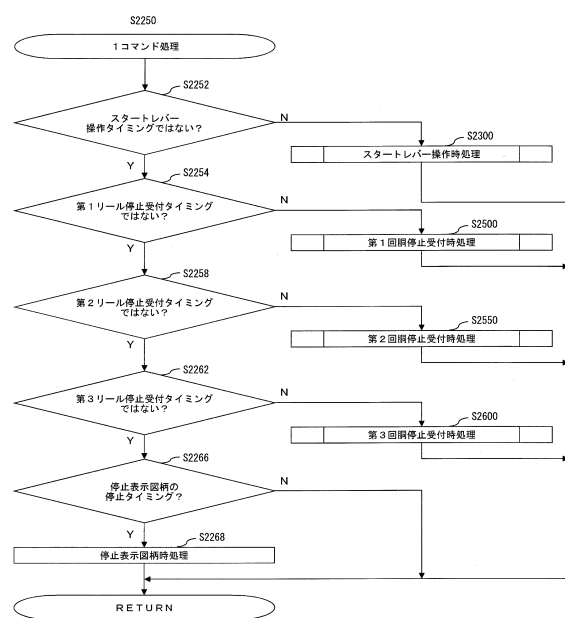 S2250
1コマンド処理
S2252
スタートレバー
操作タイミングではない?
N
Y
S2300
スタートレバー操作時処理
S2254
第1リール停止受付タイミング
ではない?
N
Y
S2500
第1回胴停止受付時処理
S2258
第2リール停止受付タイミング
ではない?
N
Y
S2550
第2回胴停止受付時処理
S2262
第3リール停止受付タイミング
ではない?
N
Y
S2600
第3回胴停止受付時処理
S2266
停止表示図柄の
停止タイミング?
N
Y
S2268
停止表示図柄時処理
RETURN